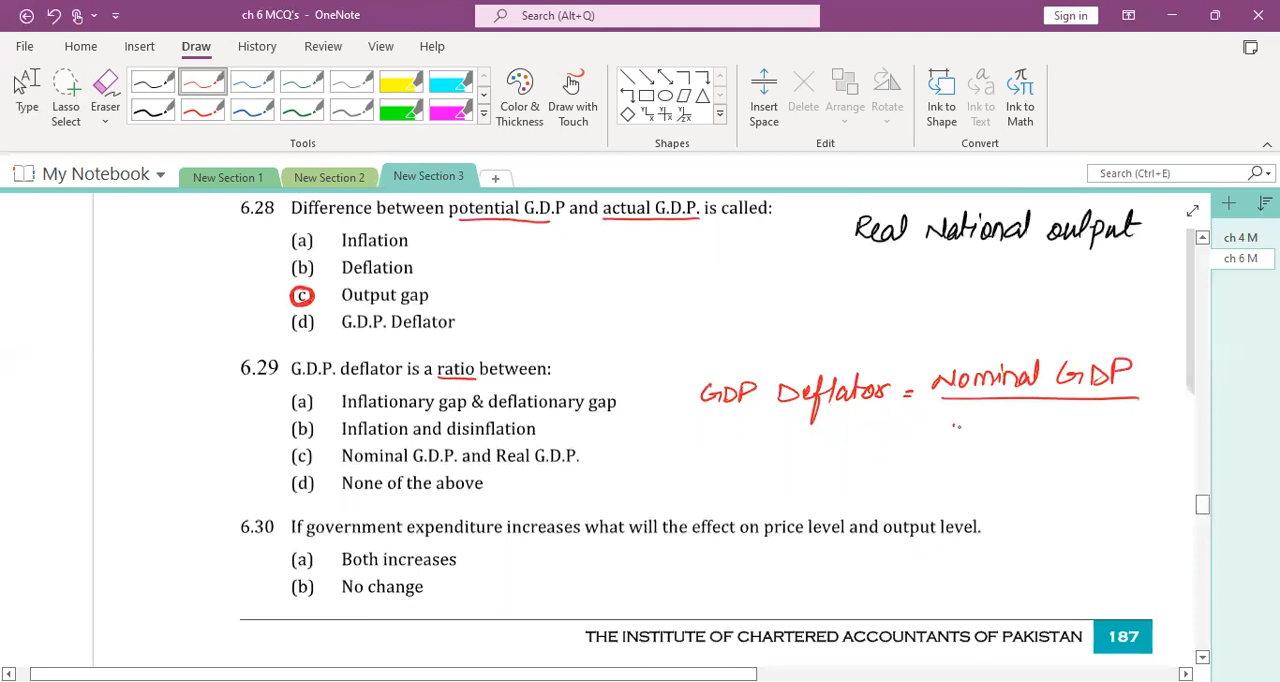 ch 6 MCQ's - OneNote
Search (Alt+Q)
Sign in
File Home Insert Draw History Review View Help
Type
Lasso Select
Eraser
Color & Thickness
Draw with Touch
Insert Space
Delete
Arrange
Rotate
Ink to Shape
Ink to Text
Ink to Math
Tools
Shapes
Edit
Convert
My Notebook
New Section 1
New Section 2
New Section 3
Search (Ctrl+E)
ch 4 M
ch 6 M
6.28 Difference between potential G.D.P and actual G.D.P. is called:
Real National output
(a) Inflation
(b) Deflation
(c) Output gap
(d) G.D.P. Deflator
6.29 G.D.P. deflator is a ratio between:
GDP Deflator = Nominal GDP
(a) Inflationary gap & deflationary gap
(b) Inflation and disinflation
(c) Nominal G.D.P. and Real G.D.P.
(d) None of the above
6.30 If government expenditure increases what will the effect on price level and output level.
(a) Both increases
(b) No change
THE INSTITUTE OF CHARTERED ACCOUNTANTS OF PAKISTAN 187